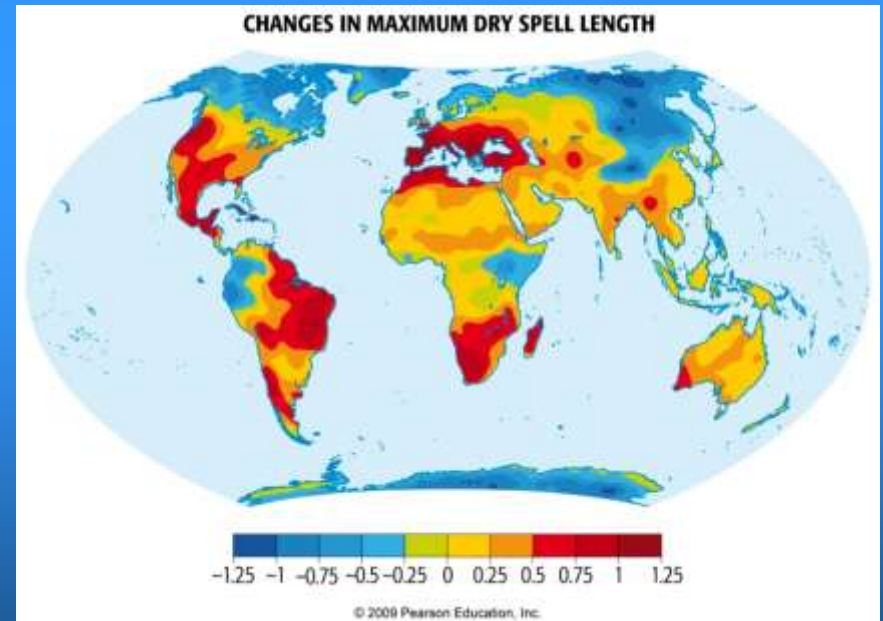 CHANGES IN MAXIMUM DRY SPELL LENGTH
−1.25 −1 −0.75 −0.5 −0.25 0 0.25 0.5 0.75 1 1.25
© 2009 Pearson Education, Inc.